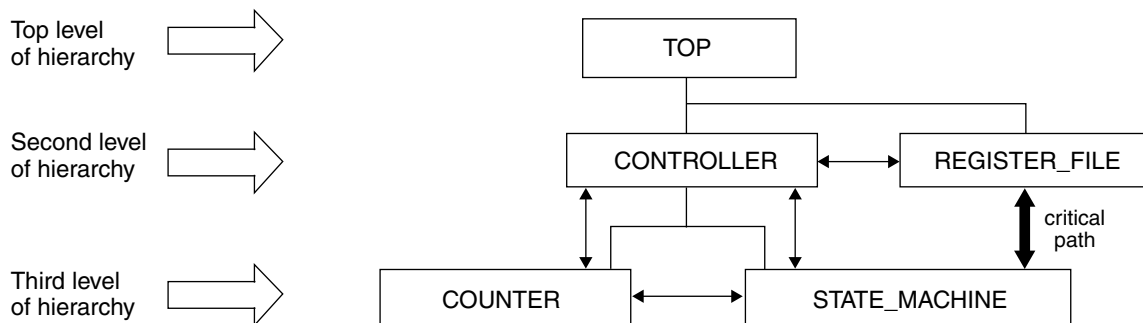 Top level
of hierarchy
TOP
Second level
of hierarchy
CONTROLLER
REGISTER_FILE
critical
path
Third level
of hierarchy
COUNTER
STATE_MACHINE